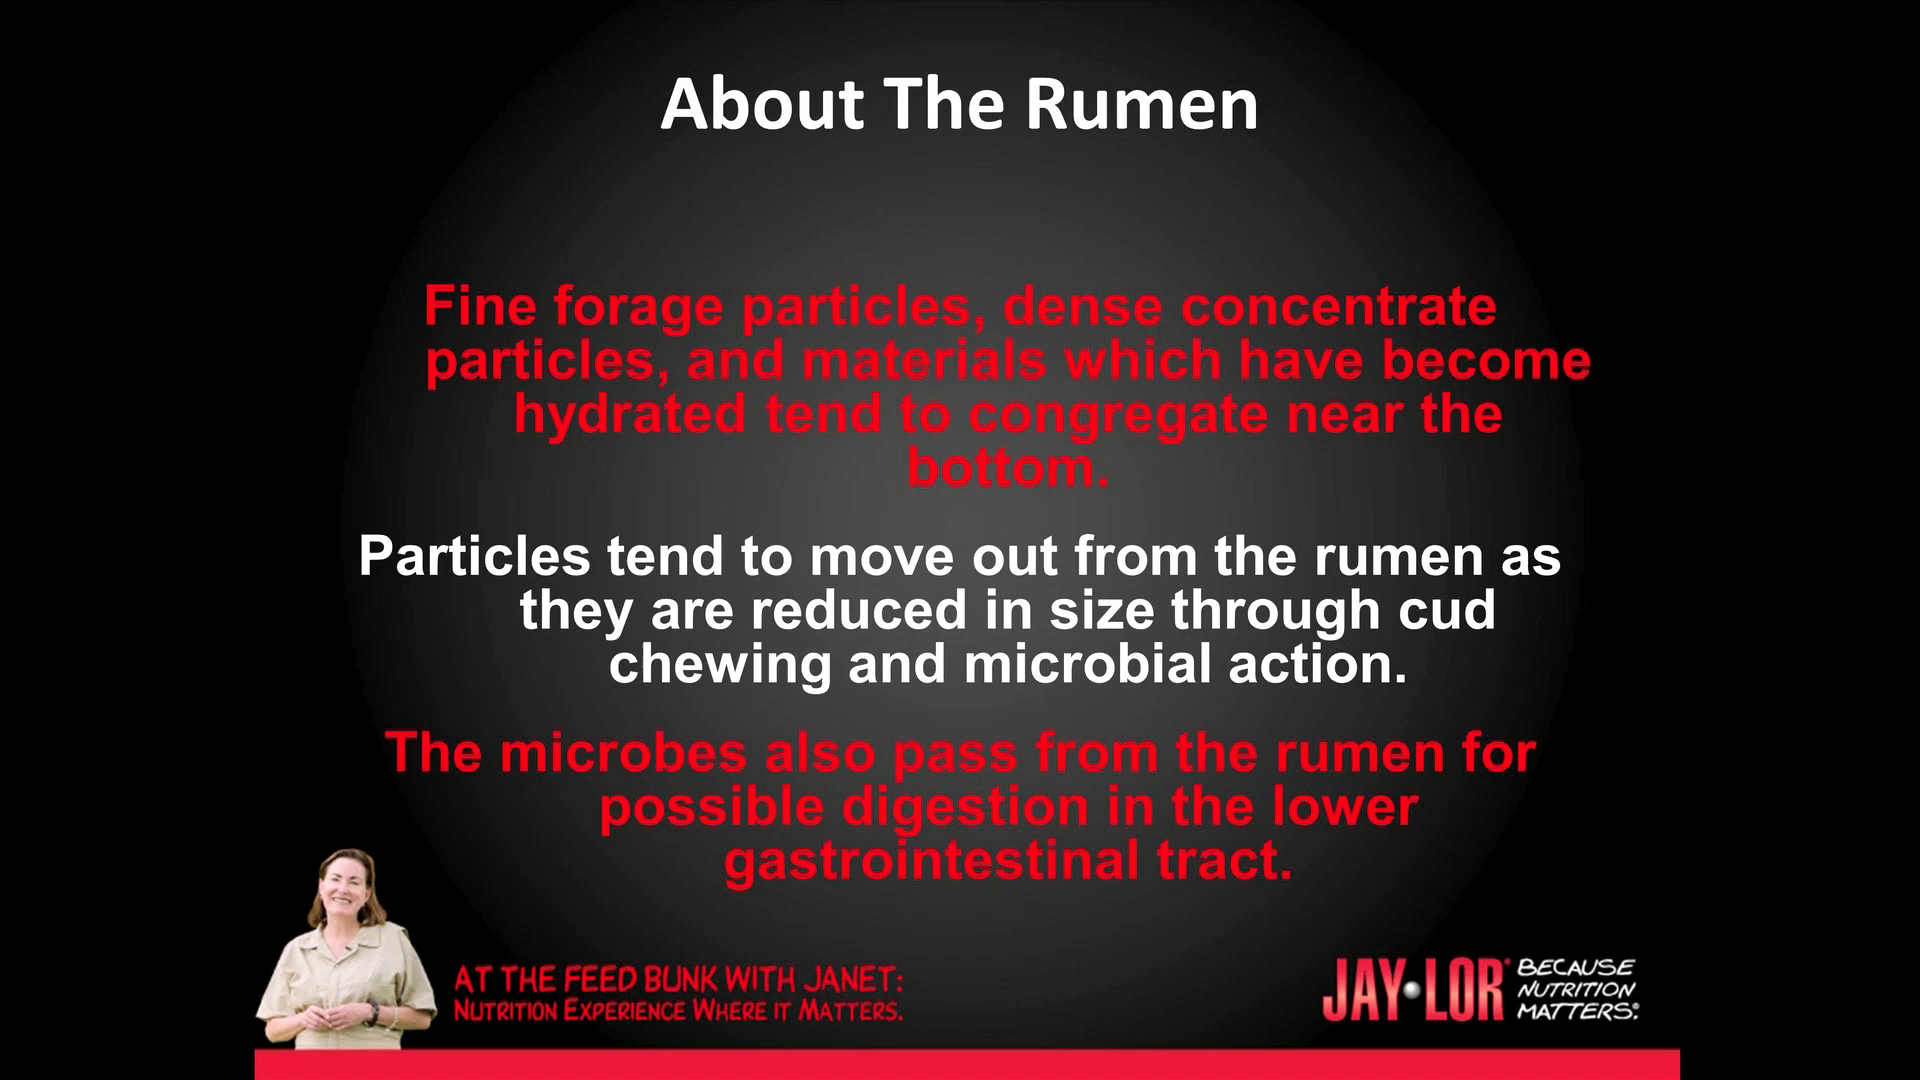 About The Rumen
Fine forage particles, dense concentrate
particles, and materials which have become
hydrated tend to congregate near the
bottom.
Particles tend to move out from the rumen as
they are reduced in size through cud
chewing and microbial action.
The microbes also pass from the rumen for
possible digestion in the lower
gastrointestinal tract.
AT THE FEED BUNK WITH JANET:
NUTRITION EXPERIENCE WHERE IT MATTERS.
JAY•LOR®
BECAUSE
NUTRITION
MATTERS.®